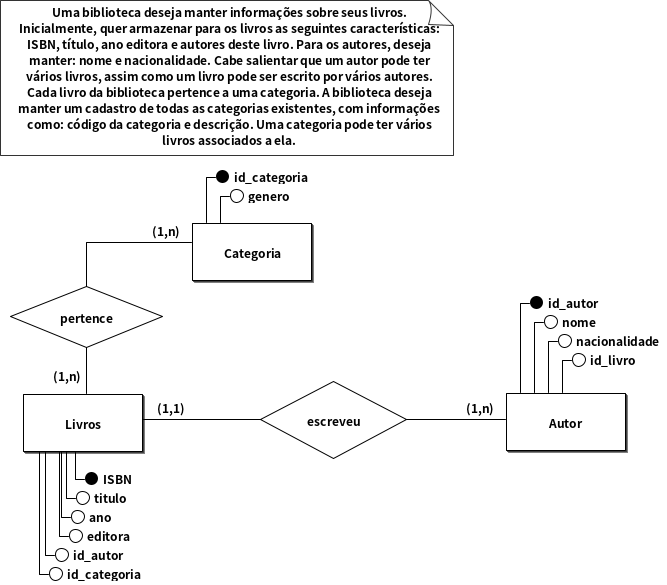 Uma biblioteca deseja manter informações sobre seus livros.
Inicialmente, quer armazenar para os livros as seguintes características:
ISBN, título, ano editora e autores deste livro. Para os autores, deseja
manter: nome e nacionalidade. Cabe salientar que um autor pode ter
vários livros, assim como um livro pode ser escrito por vários autores.
Cada livro da biblioteca pertence a uma categoria. A biblioteca deseja
manter um cadastro de todas as categorias existentes, com informações
como: código da categoria e descrição. Uma categoria pode ter vários
livros associados a ela.
id_categoria
genero
(1,n)
Categoria
pertence
(1,n)
Livros
(1,1)
escreveu
(1,n)
id_autor
nome
nacionalidade
id_livro
Autor
ISBN
titulo
ano
editora
id_autor
id_categoria